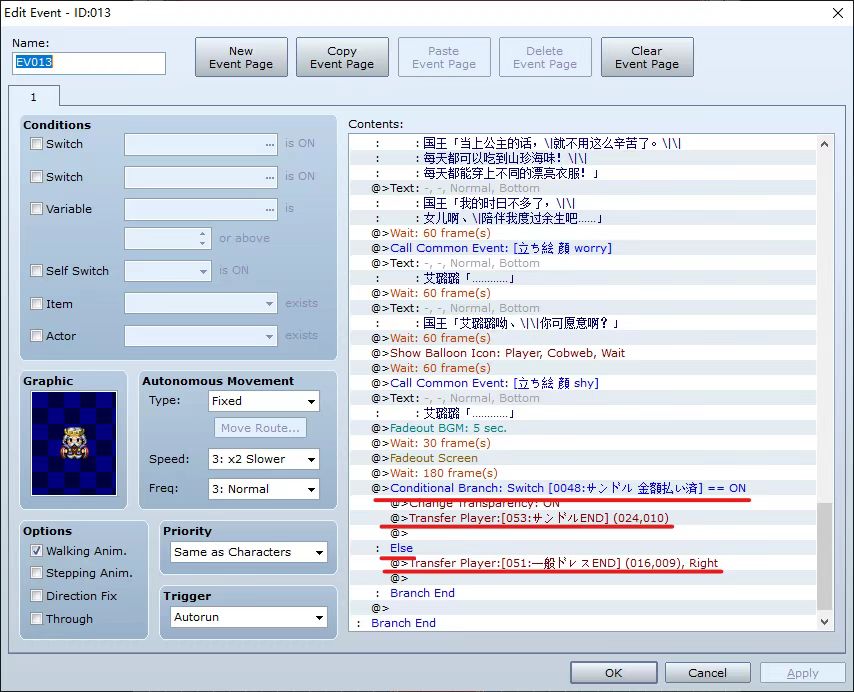 Edit Event - ID:013
Name:
EV013
New
Event Page
Copy
Event Page
Paste
Event Page
Delete
Event Page
Clear
Event Page
1
Conditions
Switch
... is ON
Switch
... is ON
Variable
... is
or above
Self Switch
is ON
Item
exists
Actor
exists
Graphic
Autonomous Movement
Type: Fixed
Move Route...
Speed: 3: x2 Slower
Freq: 3: Normal
Options
Walking Anim.
Stepping Anim.
Direction Fix
Through
Priority
Same as Characters
Trigger
Autorun
Contents:
: : 国王「当上公主的话，\|就不用这么辛苦了。\|\|
: : 每天都可以吃到山珍海味！\|\|
: : 每天都能穿上不同的漂亮衣服！」
@>Text: -, -, Normal, Bottom
: : 国王「我的时日不多了，\|\|
: : 女儿啊、\|陪伴我度过余生吧……」
@>Wait: 60 frame(s)
@>Call Common Event: [立ち絵 顔 worry]
@>Text: -, -, Normal, Bottom
: : 艾璐璐「…………」
@>Wait: 60 frame(s)
@>Text: -, -, Normal, Bottom
: : 国王「艾璐璐呦、\|\|你可愿意啊？」
@>Wait: 60 frame(s)
@>Show Balloon Icon: Player, Cobweb, Wait
@>Wait: 60 frame(s)
@>Call Common Event: [立ち絵 顔 shy]
@>Text: -, -, Normal, Bottom
: : 艾璐璐「…………」
@>Fadeout BGM: 5 sec.
@>Wait: 30 frame(s)
@>Fadeout Screen
@>Wait: 180 frame(s)
@>Conditional Branch: Switch [0048:サンドル 金額払い済] == ON
@>Change Transparency: ON
@>Transfer Player:[053:サンドルEND] (024,010)
@>
: Else
@>Transfer Player:[051:一般ドレスEND] (016,009), Right
@>
: Branch End
@>
: Branch End
OK
Cancel
Apply